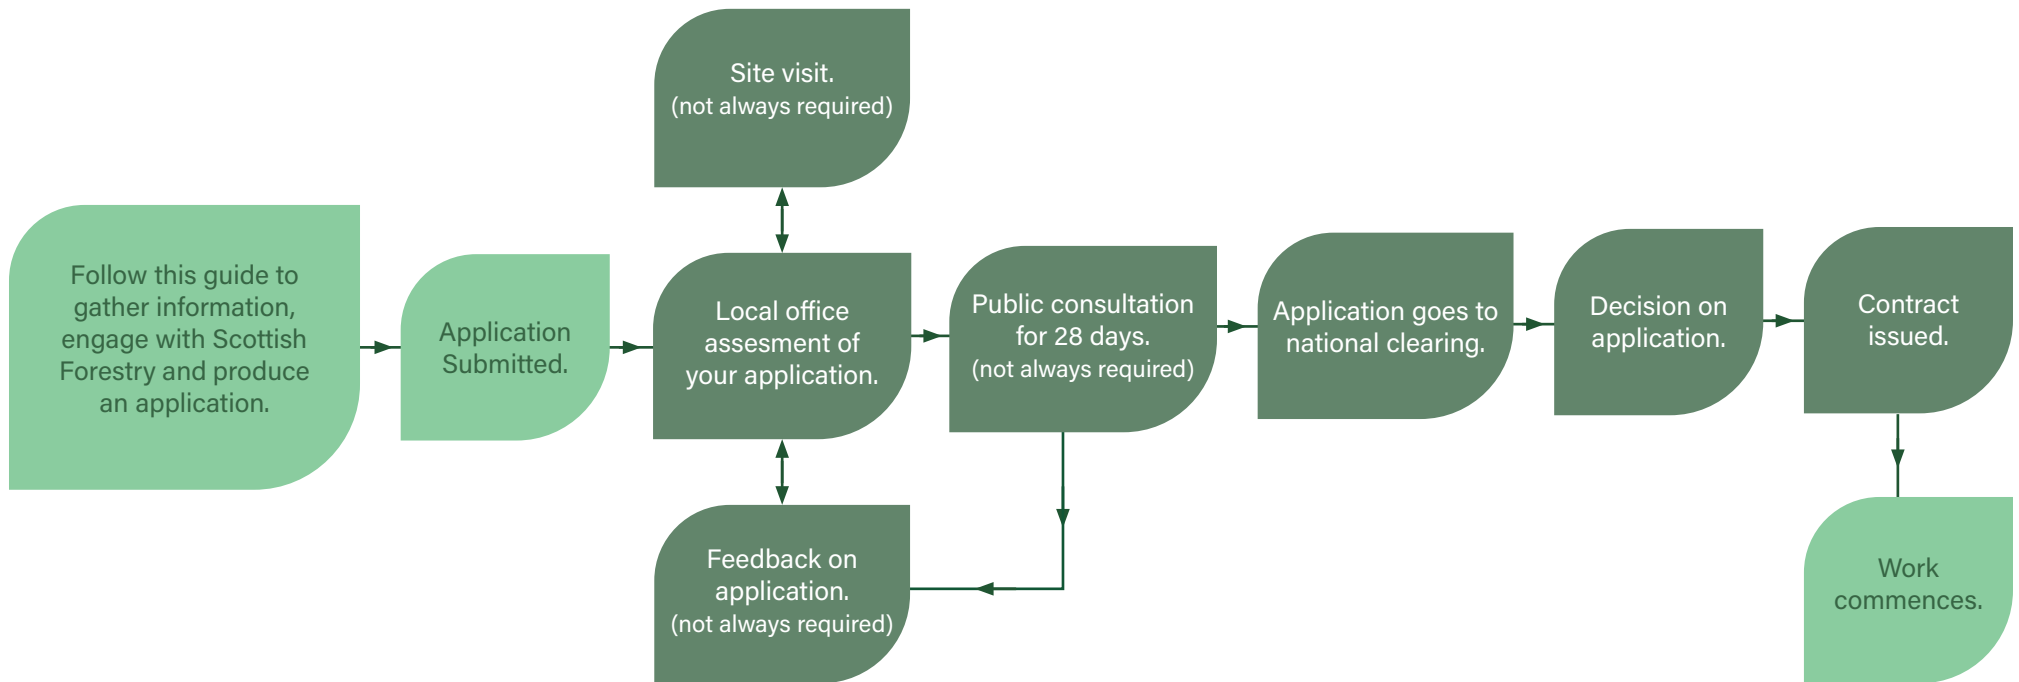 Site visit.
(not always required)
Follow this guide to
gather information,
engage with Scottish
Forestry and produce
an application.
Application
Submitted.
Local office
assesment of
your application.
Public consultation
for 28 days.
(not always required)
Application goes to
national clearing.
Decision on
application.
Contract
issued.
Feedback on
application.
(not always required)
Work
commences.